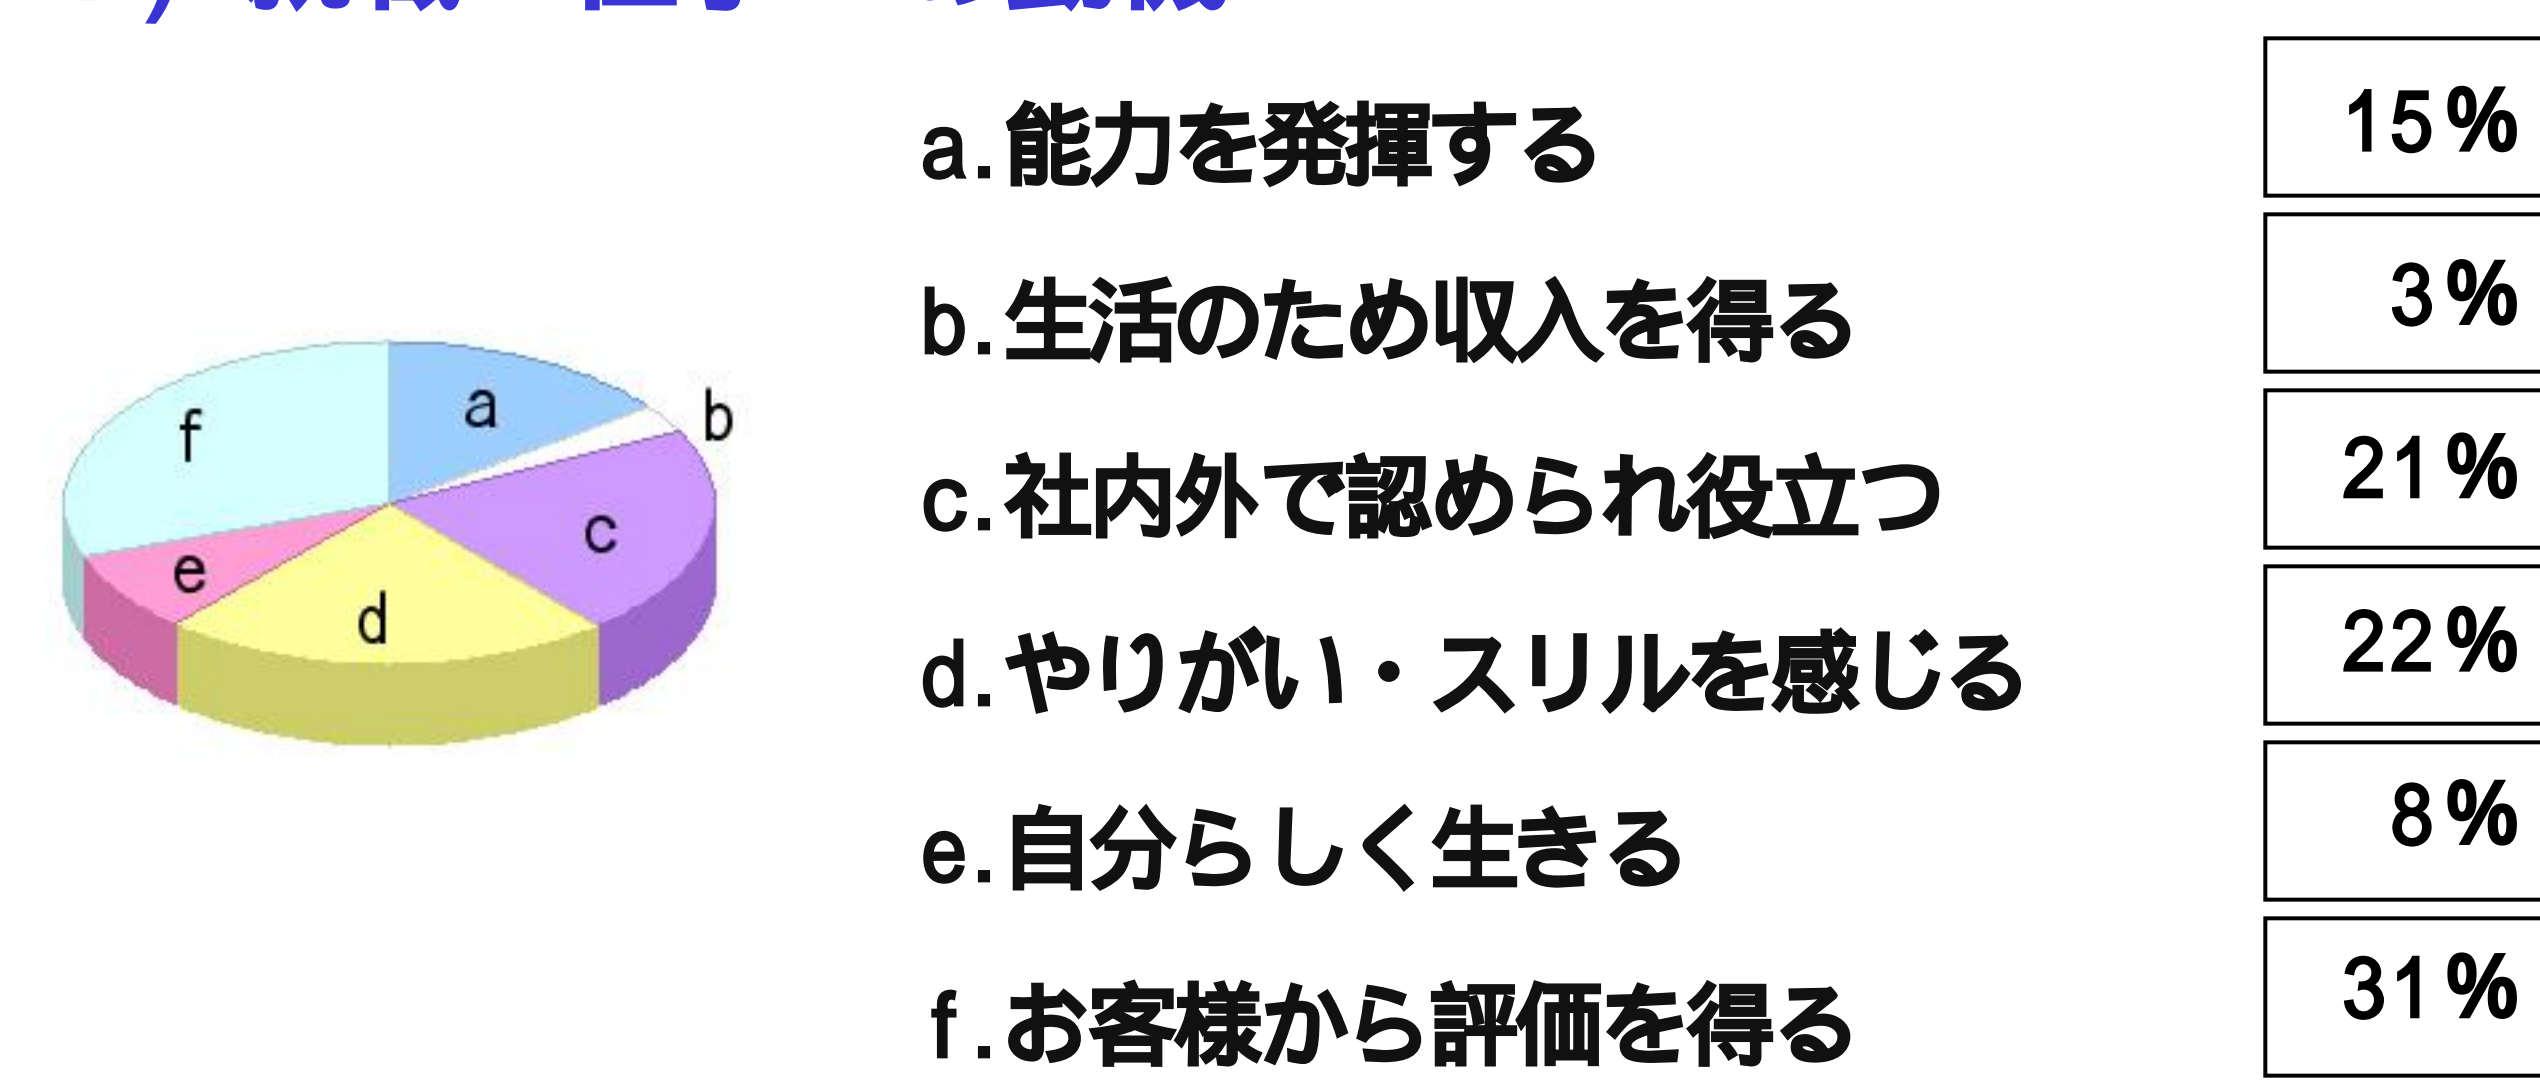 a.能力を発揮する 15%
b.生活のため収入を得る 3%
c.社内外で認められ役立つ 21%
d.やりがい・スリルを感じる 22%
e.自分らしく生きる 8%
f.お客様から評価を得る 31%
a
b
c
d
e
f